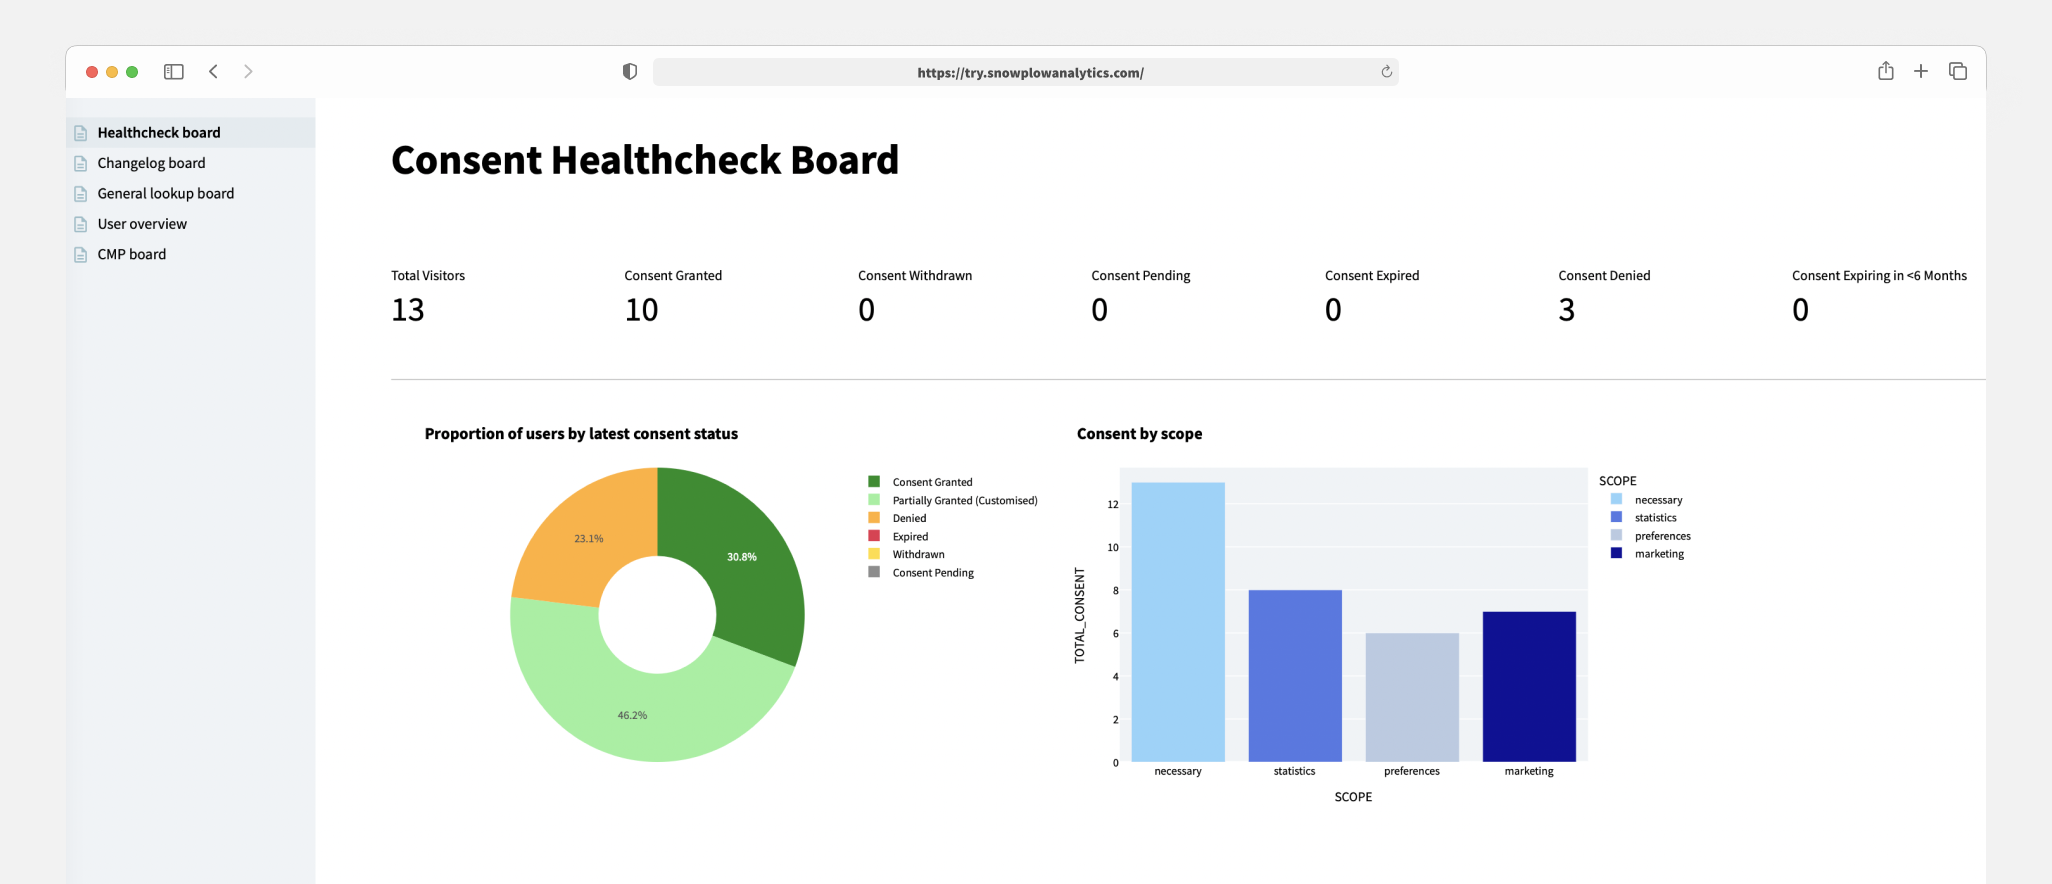 https://try.snowplowanalytics.com/
Healthcheck board
Changelog board
General lookup board
User overview
CMP board
Consent Healthcheck Board
Total Visitors
13
Consent Granted
10
Consent Withdrawn
0
Consent Pending
0
Consent Expired
0
Consent Denied
3
Consent Expiring in <6 Months
0
Proportion of users by latest consent status
23.1%
30.8%
46.2%
Consent Granted
Partially Granted (Customised)
Denied
Expired
Withdrawn
Consent Pending
Consent by scope
TOTAL_CONSENT
12
10
8
6
4
2
0
necessary
statistics
preferences
marketing
SCOPE
SCOPE
necessary
statistics
preferences
marketing